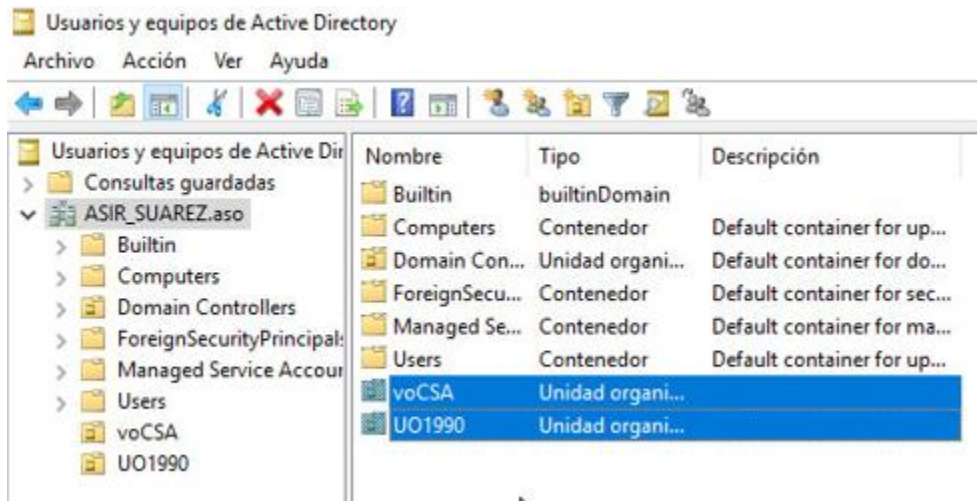 Usuarios y equipos de Active Directory
Archivo Acción Ver Ayuda
Usuarios y equipos de Active Dir
Consultas guardadas
ASIR_SUAREZ.aso
Builtin
Computers
Domain Controllers
ForeignSecurityPrincipals
Managed Service Accour
Users
voCSA
UO1990
Nombre Tipo Descripción
Builtin builtinDomain
Computers Contenedor Default container for up...
Domain Con... Unidad organi... Default container for do...
ForeignSecu... Contenedor Default container for sec...
Managed Se... Contenedor Default container for ma...
Users Contenedor Default container for up...
voCSA Unidad organi...
UO1990 Unidad organi...